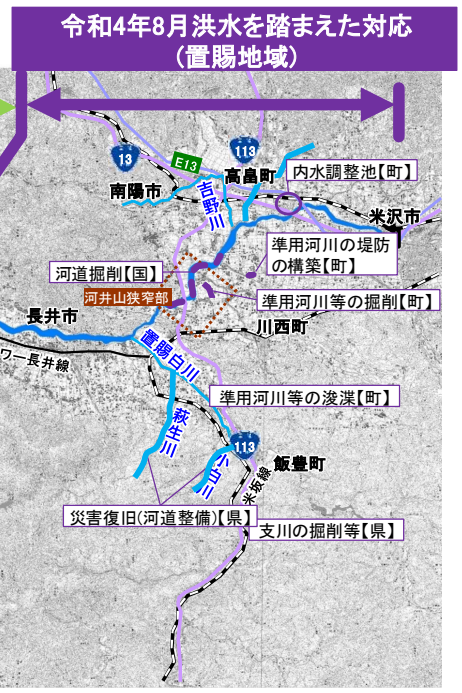 令和4年8月洪水を踏まえた対応
(置賜地域)
13
E13
113
高畠町
内水調整池【町】
南陽市
吉野川
米沢市
準用河川の堤防
の構築【町】
河道掘削【国】
河井山狭窄部
準用河川等の掘削【町】
長井市
川西町
置賜白川
ワー長井線
準用河川等の浚渫【町】
萩生川
113
小白川
飯豊町
米坂線
災害復旧(河道整備)【県】
支川の掘削等【県】